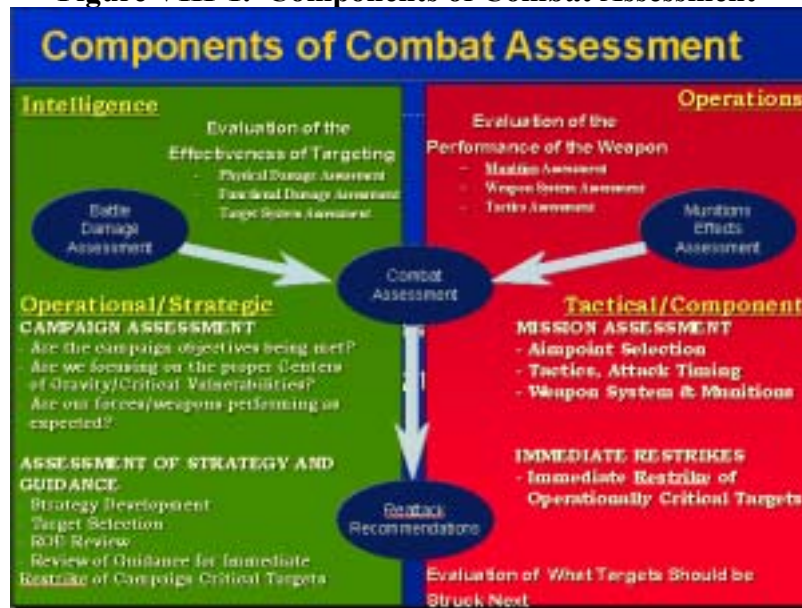 Figure VIII-1. Components of Combat Assessment
Components of Combat Assessment
Intelligence
Evaluation of the
Effectiveness of Targeting
- Physical Damage Assessment
- Functional Damage Assessment
- Target System Assessment
Battle
Damage
Assessment
Operations
Evaluation of the
Performance of the Weapon
- Munition Assessment
- Weapon System Assessment
- Tactics Assessment
Munitions
Effects
Assessment
Combat
Assessment
Operational/Strategic
CAMPAIGN ASSESSMENT
- Are the campaign objectives being met?
- Are we focusing on the proper Centers
of Gravity/Critical Vulnerabilities?
- Are our forces/weapons performing as
expected?
ASSESSMENT OF STRATEGY AND
GUIDANCE
Strategy Development
Target Selection
ROE Review
Review of Guidance for Immediate
Restrike of Campaign Critical Targets
Tactical/Component
MISSION ASSESSMENT
- Aimpoint Selection
- Tactics, Attack Timing
- Weapon System & Munitions
IMMEDIATE RESTRIKES
- Immediate Restrike of
Operationally Critical Targets
Reattack
Recommendations
Evaluation of What Targets Should be
Struck Next